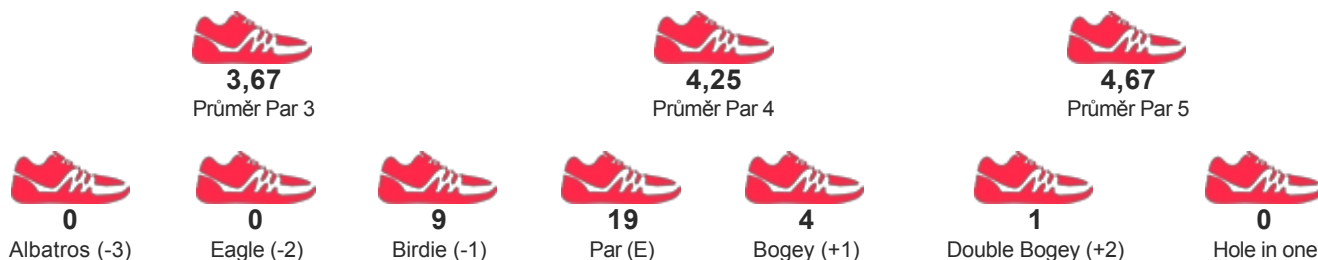 3,67 4,25 4,67
Průměr Par 3 Průměr Par 4 Průměr Par 5
0 0 9 19 4 1 0
Albatros (-3) Eagle (-2) Birdie (-1) Par (E) Bogey (+1) Double Bogey (+2) Hole in one